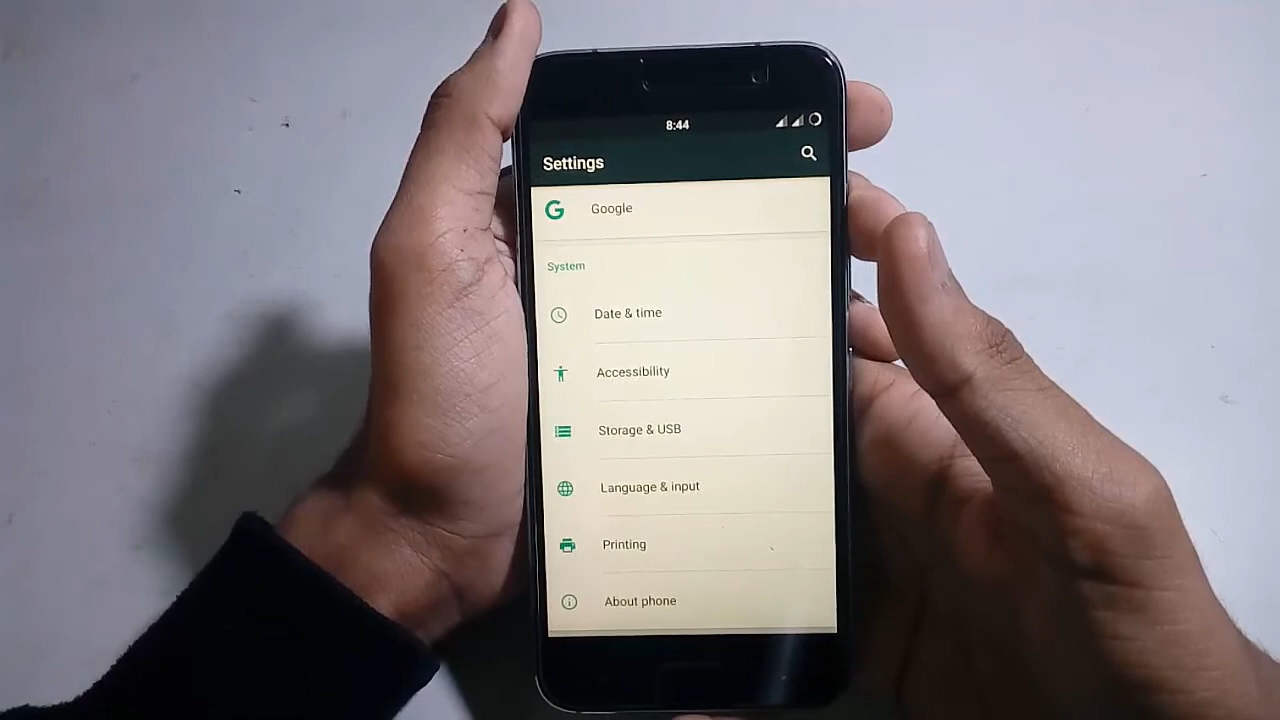 8:44
Settings
Google
System
Date & time
Accessibility
Storage & USB
Language & input
Printing
About phone